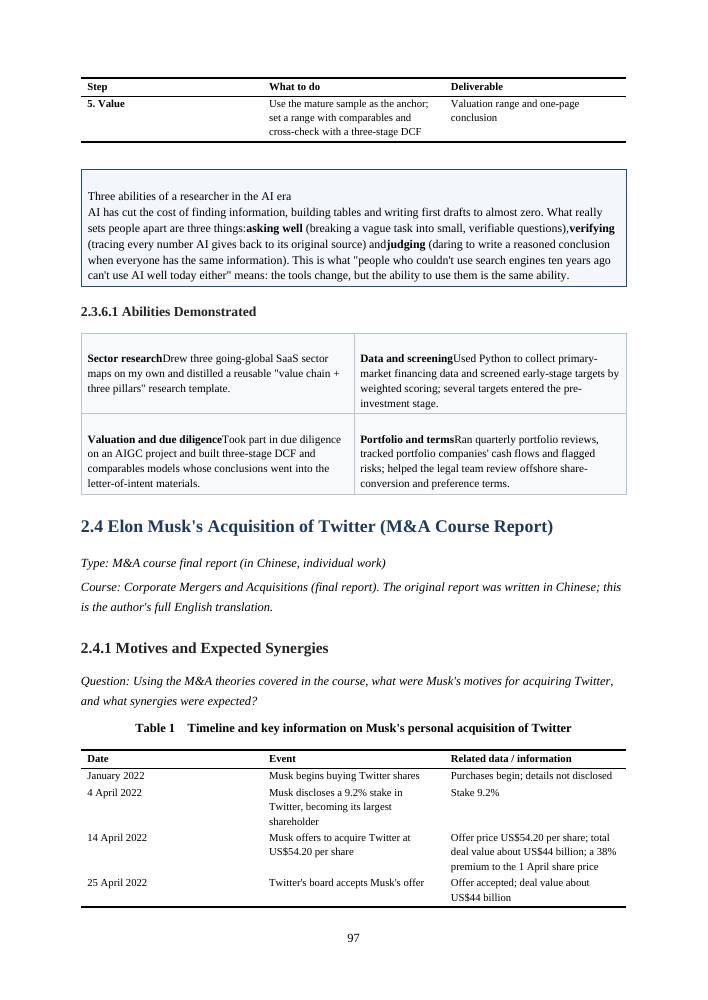 Step What to do Deliverable
5. Value Use the mature sample as the anchor; Valuation range and one-page
set a range with comparables and conclusion
cross-check with a three-stage DCF
Three abilities of a researcher in the AI era
AI has cut the cost of finding information, building tables and writing first drafts to almost zero. What really
sets people apart are three things:asking well (breaking a vague task into small, verifiable questions),verifying
(tracing every number AI gives back to its original source) andjudging (daring to write a reasoned conclusion
when everyone has the same information). This is what "people who couldn't use search engines ten years ago
can't use AI well today either" means: the tools change, but the ability to use them is the same ability.
2.3.6.1 Abilities Demonstrated
Sector researchDrew three going-global SaaS sector
maps on my own and distilled a reusable "value chain +
three pillars" research template.
Data and screeningUsed Python to collect primary-
market financing data and screened early-stage targets by
weighted scoring; several targets entered the pre-
investment stage.
Valuation and due diligenceTook part in due diligence
on an AIGC project and built three-stage DCF and
comparables models whose conclusions went into the
letter-of-intent materials.
Portfolio and termsRan quarterly portfolio reviews,
tracked portfolio companies' cash flows and flagged
risks; helped the legal team review offshore share-
conversion and preference terms.
2.4 Elon Musk's Acquisition of Twitter (M&A Course Report)
Type: M&A course final report (in Chinese, individual work)
Course: Corporate Mergers and Acquisitions (final report). The original report was written in Chinese; this
is the author's full English translation.
2.4.1 Motives and Expected Synergies
Question: Using the M&A theories covered in the course, what were Musk's motives for acquiring Twitter,
and what synergies were expected?
Table 1 Timeline and key information on Musk's personal acquisition of Twitter
Date Event Related data / information
January 2022 Musk begins buying Twitter shares Purchases begin; details not disclosed
4 April 2022 Musk discloses a 9.2% stake in Stake 9.2%
Twitter, becoming its largest
shareholder
14 April 2022 Musk offers to acquire Twitter at Offer price US$54.20 per share; total
US$54.20 per share deal value about US$44 billion; a 38%
premium to the 1 April share price
25 April 2022 Twitter's board accepts Musk's offer Offer accepted; deal value about
US$44 billion
97